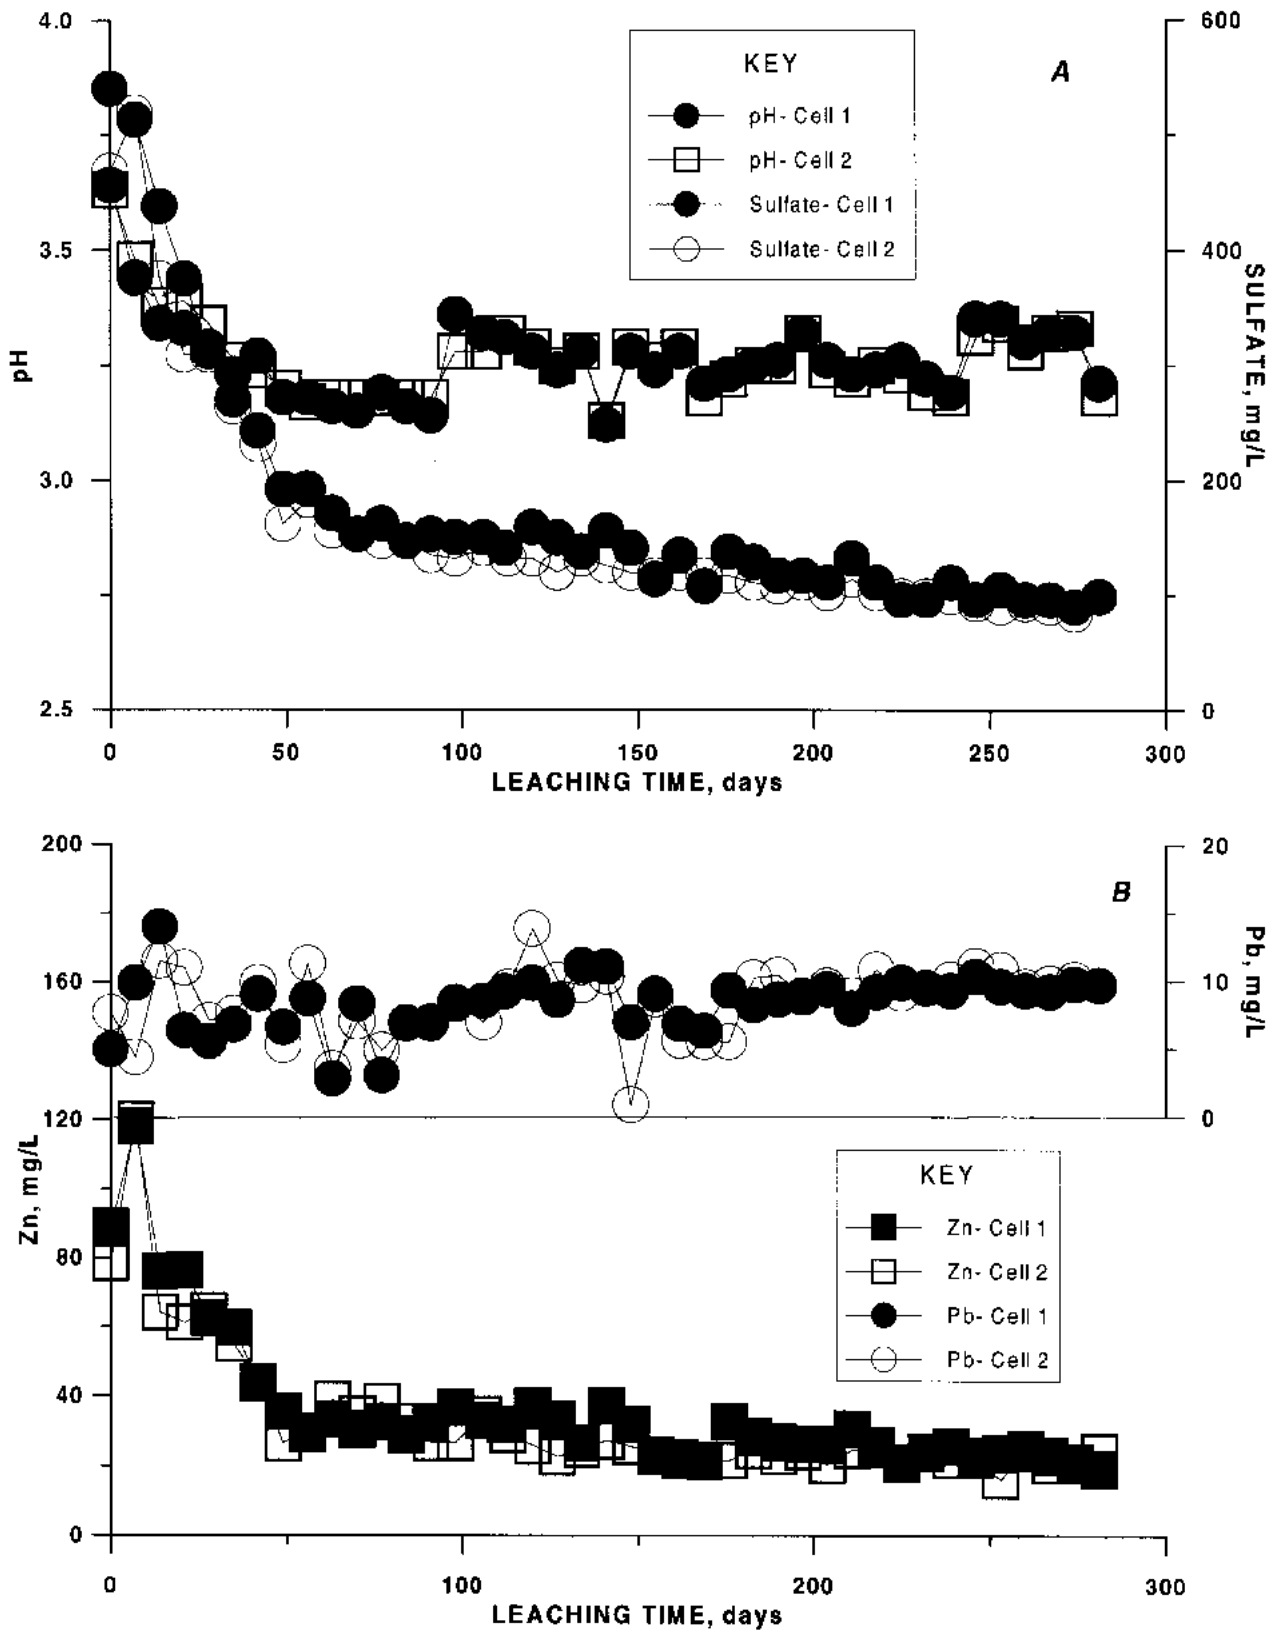 4.0
600
KEY
A
pH- Cell 1
pH- Cell 2
Sulfate- Cell 1
Sulfate- Cell 2
3.5
400
pH
SULFATE, mg/L
3.0
200
2.5
0
0 50 100 150 200 250 300
LEACHING TIME, days
200
20
B
160
10
Pb, mg/L
120
0
Zn, mg/L
KEY
Zn- Cell 1
Zn- Cell 2
Pb- Cell 1
Pb- Cell 2
80
40
0
0 100 200 300
LEACHING TIME, days